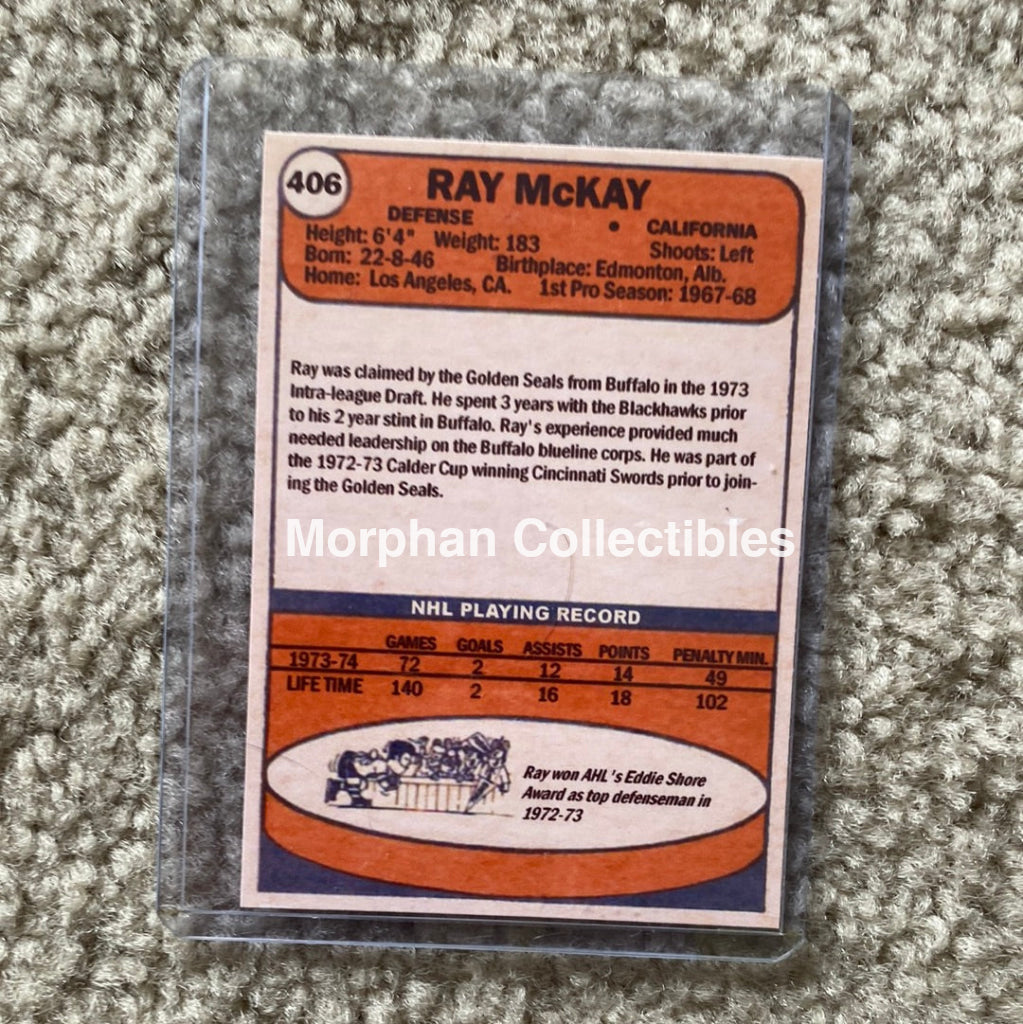 406
RAY McKAY
DEFENSE • CALIFORNIA
Height: 6'4" Weight: 183 Shoots: Left
Born: 22-8-46 Birthplace: Edmonton, Alb.
Home: Los Angeles, CA. 1st Pro Season: 1967-68
Ray was claimed by the Golden Seals from Buffalo in the 1973
Intra-league Draft. He spent 3 years with the Blackhawks prior
to his 2 year stint in Buffalo. Ray's experience provided much
needed leadership on the Buffalo blueline corps. He was part of
the 1972-73 Calder Cup winning Cincinnati Swords prior to join-
ing the Golden Seals.
Morphan Collectibles
NHL PLAYING RECORD
GAMES GOALS ASSISTS POINTS PENALTY MIN.
1973-74 72 2 12 14 49
LIFE TIME 140 2 16 18 102
Ray won AHL 's Eddie Shore
Award as top defenseman in
1972-73